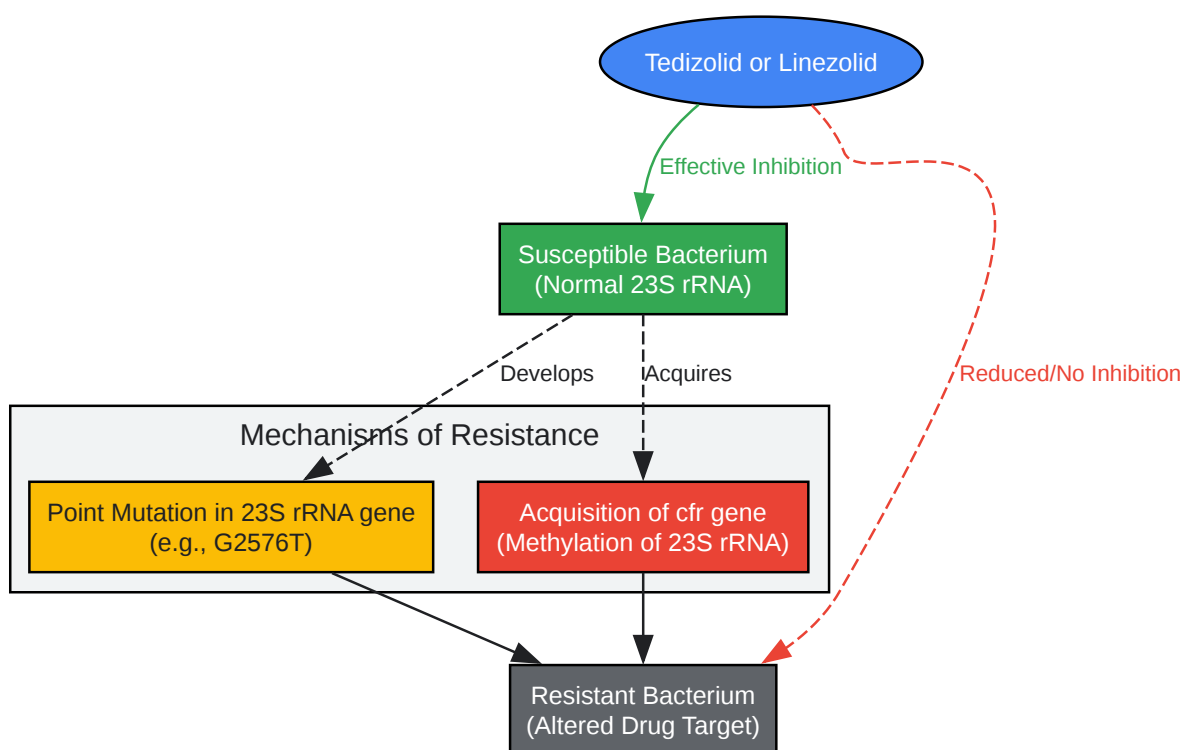 Tedizolid or Linezolid
Effective Inhibition
Susceptible Bacterium
(Normal 23S rRNA)
Develops
Acquires
Reduced/No Inhibition
Mechanisms of Resistance
Point Mutation in 23S rRNA gene
(e.g., G2576T)
Acquisition of cfr gene
(Methylation of 23S rRNA)
Resistant Bacterium
(Altered Drug Target)